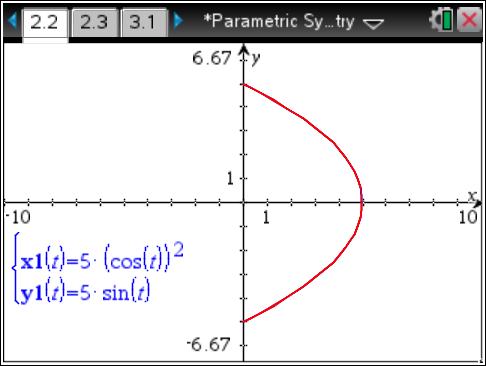 2.2 2.3 3.1 *Parametric Sy...try
6.67 y
1
x
-10 1 10
x1(t)=5·(cos(t))²
y1(t)=5·sin(t)
-6.67